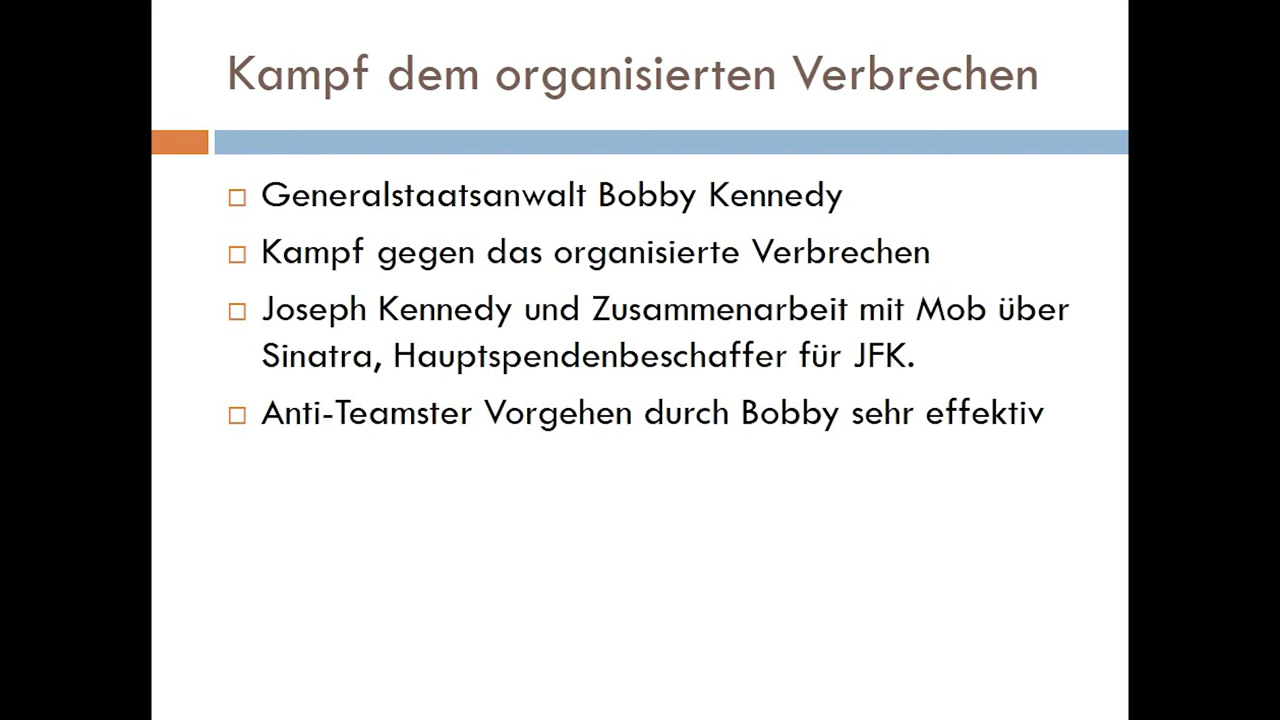 Kampf dem organisierten Verbrechen
Generalstaatsanwalt Bobby Kennedy
Kampf gegen das organisierte Verbrechen
Joseph Kennedy und Zusammenarbeit mit Mob über
Sinatra, Hauptspendenbeschaffer für JFK.
Anti-Teamster Vorgehen durch Bobby sehr effektiv